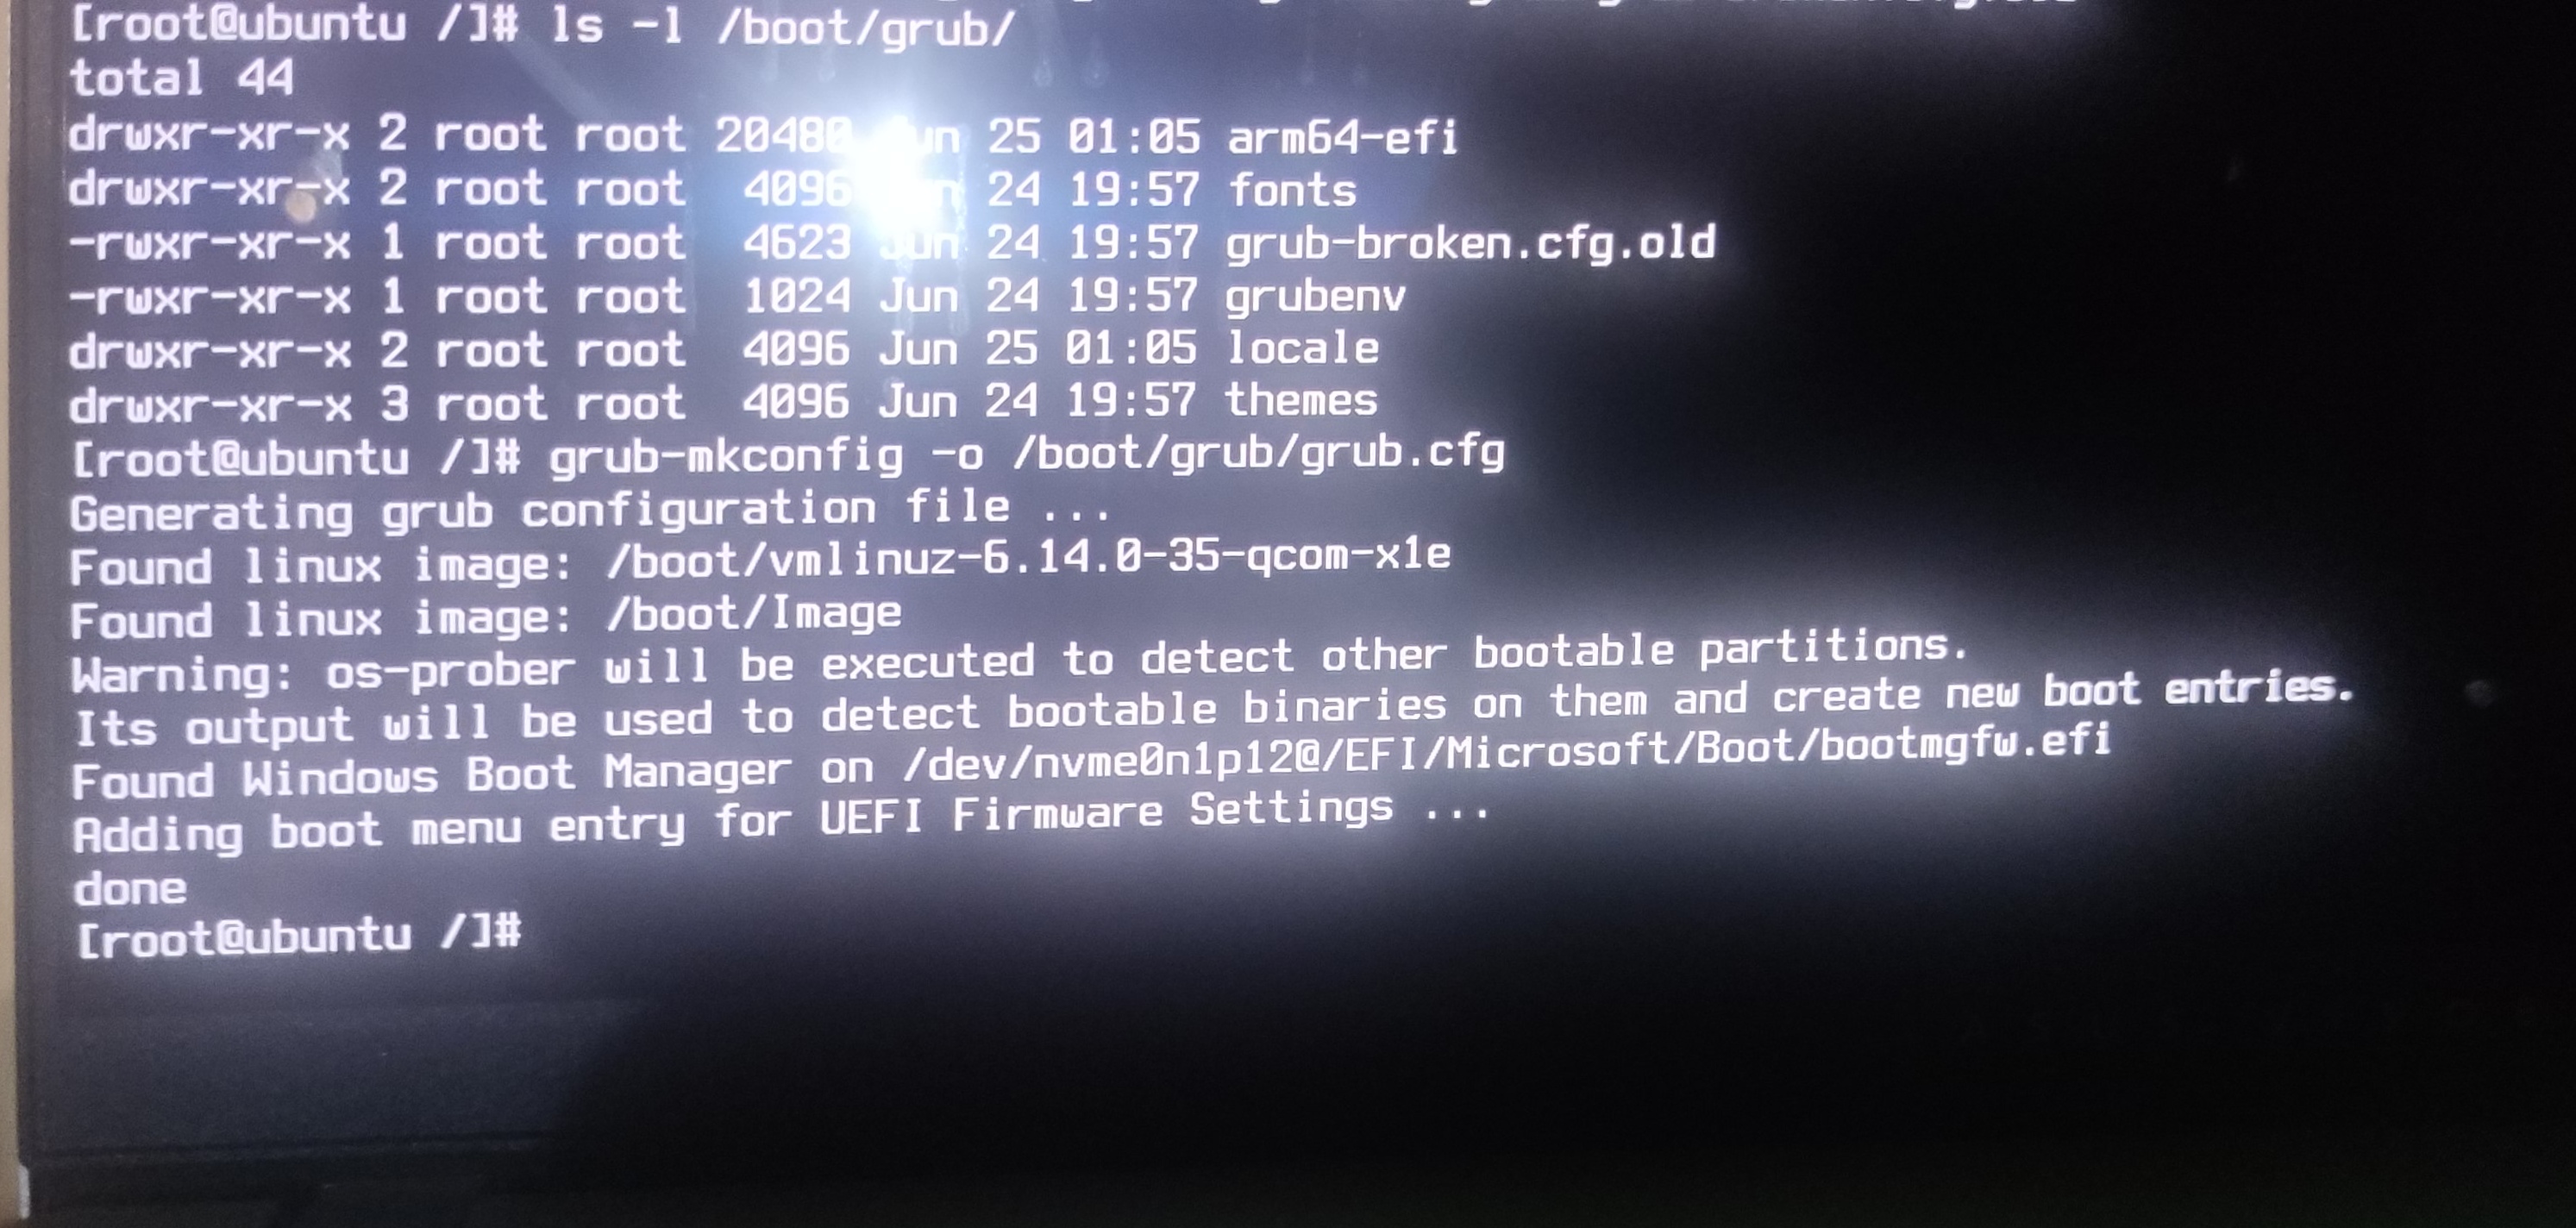 [root@ubuntu /]# ls -l /boot/grub/
total 44
drwxr-xr-x 2 root root 20480 Jun 25 01:05 arm64-efi
drwxr-xr-x 2 root root 4096 Jun 24 19:57 fonts
-rwxr-xr-x 1 root root 4623 Jun 24 19:57 grub-broken.cfg.old
-rwxr-xr-x 1 root root 1024 Jun 24 19:57 grubenv
drwxr-xr-x 2 root root 4096 Jun 25 01:05 locale
drwxr-xr-x 3 root root 4096 Jun 24 19:57 themes
[root@ubuntu /]# grub-mkconfig -o /boot/grub/grub.cfg
Generating grub configuration file ...
Found linux image: /boot/vmlinuz-6.14.0-35-qcom-x1e
Found linux image: /boot/Image
Warning: os-prober will be executed to detect other bootable partitions.
Its output will be used to detect bootable binaries on them and create new boot entries.
Found Windows Boot Manager on /dev/nvme0n1p12@/EFI/Microsoft/Boot/bootmgfw.efi
Adding boot menu entry for UEFI Firmware Settings ...
done
[root@ubuntu /]#